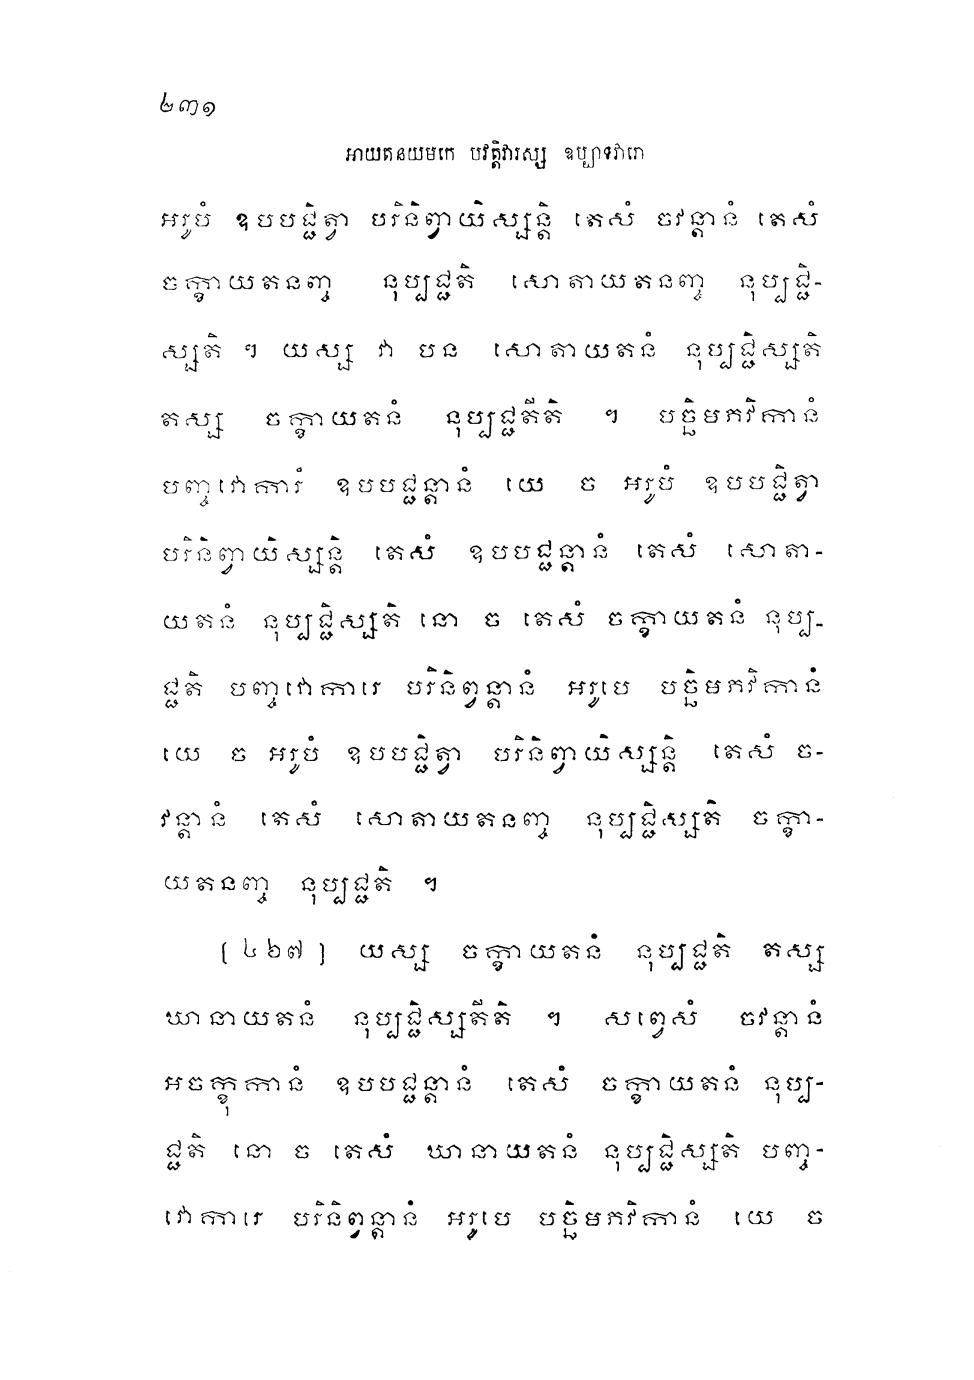 ២៣១
អាយតនយមកេ បវត្តិវារស្ស ឧប្បាទវារោ
អរូបំ ឧបបជ្ជិត្វា បរិនិព្វាយិស្សន្តិ តេសំ ចវន្តានំ តេសំ
ចក្ខាយតនញ្ច នុប្បជ្ជតិ សោតាយតនញ្ច នុប្បជ្ជិ-
ស្សតិ ។ យស្ស វា បន សោតាយតនំ នុប្បជ្ជិស្សតិ
តស្ស ចក្ខាយតនំ នុប្បជ្ជតីតិ ។ បច្ឆិមភវិកានំ
បញ្ចវោការំ ឧបបជ្ជន្តានំ យេ ច អរូបំ ឧបបជ្ជិត្វា
បរិនិព្វាយិស្សន្តិ តេសំ ឧបបជ្ជន្តានំ តេសំ សោតា-
យតនំ នុប្បជ្ជិស្សតិ នោ ច តេសំ ចក្ខាយតនំ នុប្ប-
ជ្ជតិ បញ្ចវោការេ បរិនិព្វន្តានំ អរូបេ បច្ឆិមភវិកានំ
យេ ច អរូបំ ឧបបជ្ជិត្វា បរិនិព្វាយិស្សន្តិ តេសំ ច-
វន្តានំ តេសំ សោតាយតនញ្ច នុប្បជ្ជិស្សតិ ចក្ខា-
យតនញ្ច នុប្បជ្ជតិ ។
[៤២៧] យស្ស ចក្ខាយតនំ នុប្បជ្ជតិ តស្ស
ឃានាយតនំ នុប្បជ្ជិស្សតីតិ ។ សព្វេសំ ចវន្តានំ
អចក្ខុកានំ ឧបបជ្ជន្តានំ តេសំ ចក្ខាយតនំ នុប្ប-
ជ្ជតិ នោ ច តេសំ ឃានាយតនំ នុប្បជ្ជិស្សតិ បញ្ច-
វោការេ បរិនិព្វន្តានំ អរូបេ បច្ឆិមភវិកានំ យេ ច